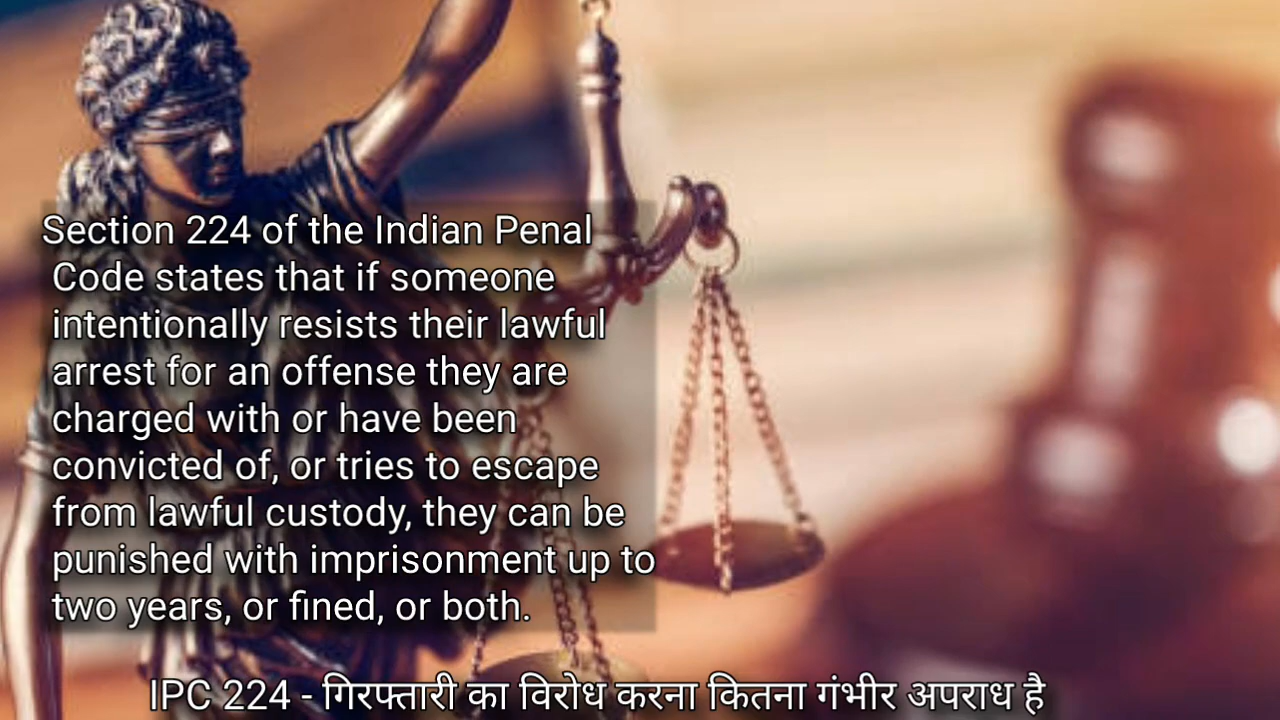 Section 224 of the Indian Penal
Code states that if someone
intentionally resists their lawful
arrest for an offense they are
charged with or have been
convicted of, or tries to escape
from lawful custody, they can be
punished with imprisonment up to
two years, or fined, or both.
IPC 224 - गिरफ्तारी का विरोध करना कितना गंभीर अपराध है